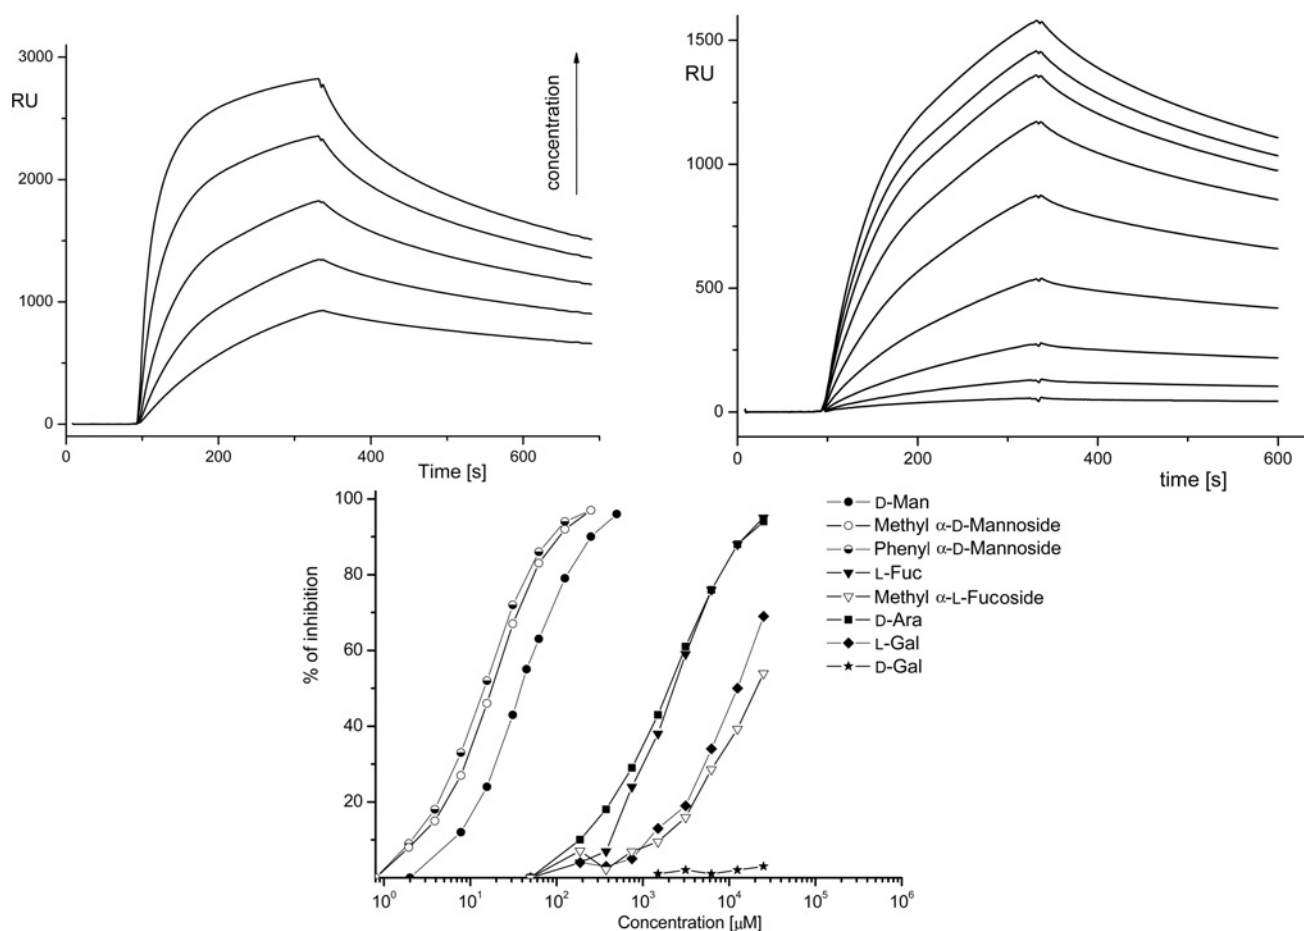 3000
RU
2000
1000
0
0 200 400 600
Time [s]
concentration
1500
RU
1000
500
0
0 200 400 600
time [s]
100
80
60
40
20
% of inhibition
10⁰ 10¹ 10² 10³ 10⁴ 10⁵ 10⁶
Concentration [µM]
D-Man
Methyl α-D-Mannoside
Phenyl α-D-Mannoside
L-Fuc
Methyl α-L-Fucoside
D-Ara
L-Gal
D-Gal